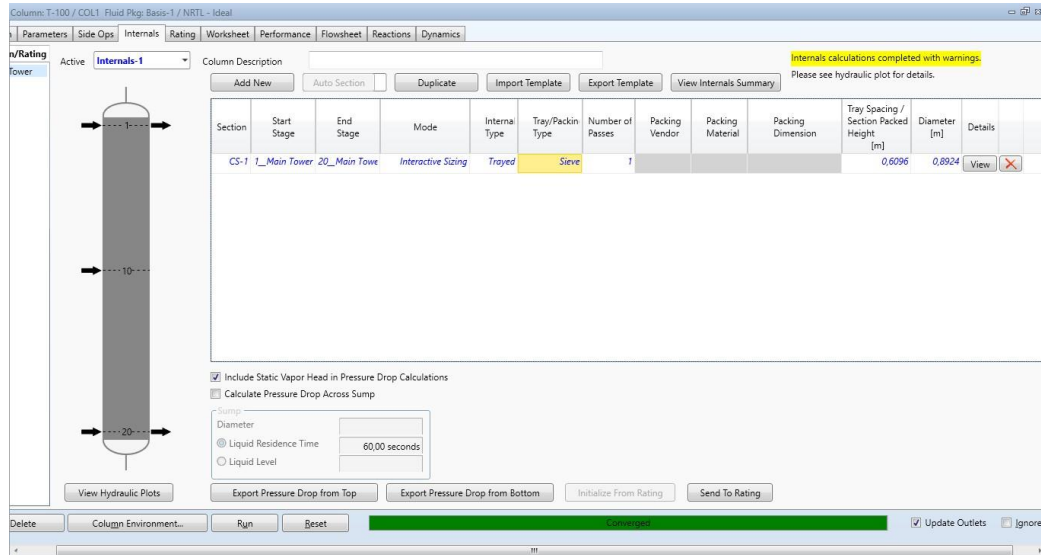 Column: T-100 / COL1 Fluid Pkg: Basis-1 / NRTL - Ideal
Parameters Side Ops Internals Rating Worksheet Performance Flowsheet Reactions Dynamics
n/Rating
Tower
Active Internals-1
Column Description
Internals calculations completed with warnings.
Please see hydraulic plot for details.
Add New Auto Section Duplicate Import Template Export Template View Internals Summary
Section Start Stage End Stage Mode Internal Type Tray/Packin Type Number of Passes Packing Vendor Packing Material Packing Dimension Tray Spacing / Section Packed Height [m] Diameter [m] Details
CS-1 1__Main Tower 20__Main Towe Interactive Sizing Trayed Sieve 1 0,6096 0,8924 View
1
10
20
Include Static Vapor Head in Pressure Drop Calculations
Calculate Pressure Drop Across Sump
Sump
Diameter
Liquid Residence Time 60,00 seconds
Liquid Level
View Hydraulic Plots Export Pressure Drop from Top Export Pressure Drop from Bottom Initialize From Rating Send To Rating
Delete Column Environment... Run Reset Converged Update Outlets Ignore